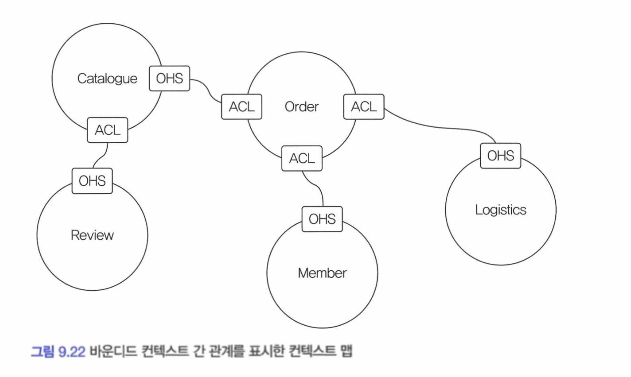 Catalogue
OHS
ACL
Order
ACL
ACL
OHS
ACL
OHS
Review
OHS
Member
Logistics
그림 9.22 바운디드 컨텍스트 간 관계를 표시한 컨텍스트 맵